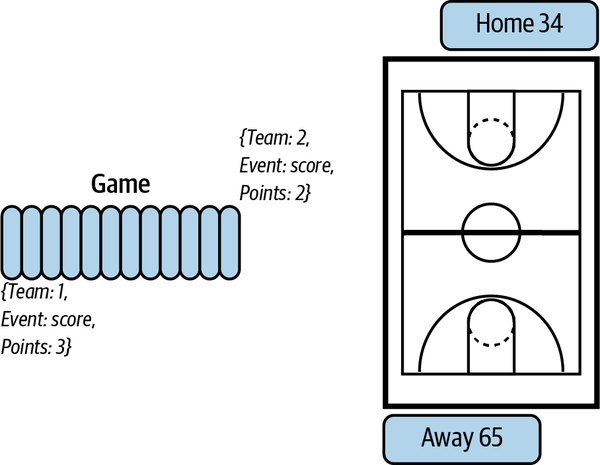 Home 34
{Team: 2,
Event: score,
Points: 2}
Game
{Team: 1,
Event: score,
Points: 3}
Away 65